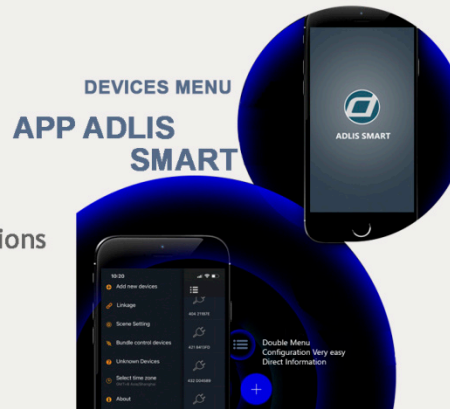 DEVICES MENU
APP ADLIS
SMART
ADLIS SMART
ions
10:20
Add new devices
Linkage
Scene Setting
Bundle control devices
Unknown Devices
Select time zone
About
Double Menu
Configuration Very easy
Direct Information